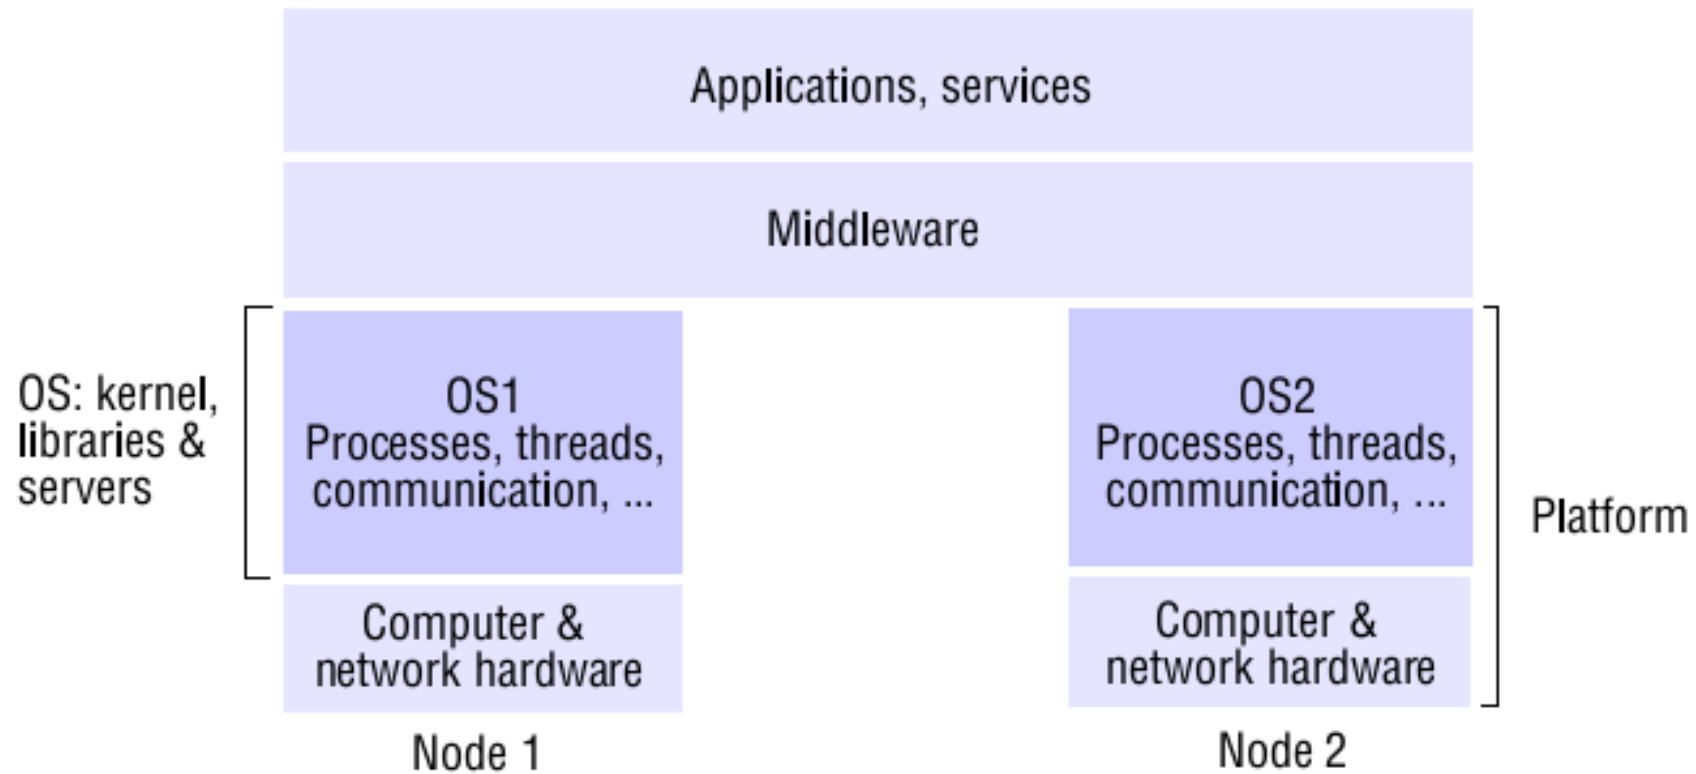 Applications, services
Middleware
OS: kernel,
libraries &
servers
OS1
Processes, threads,
communication, ...
OS2
Processes, threads,
communication, ...
Platform
Computer &
network hardware
Computer &
network hardware
Node 1
Node 2